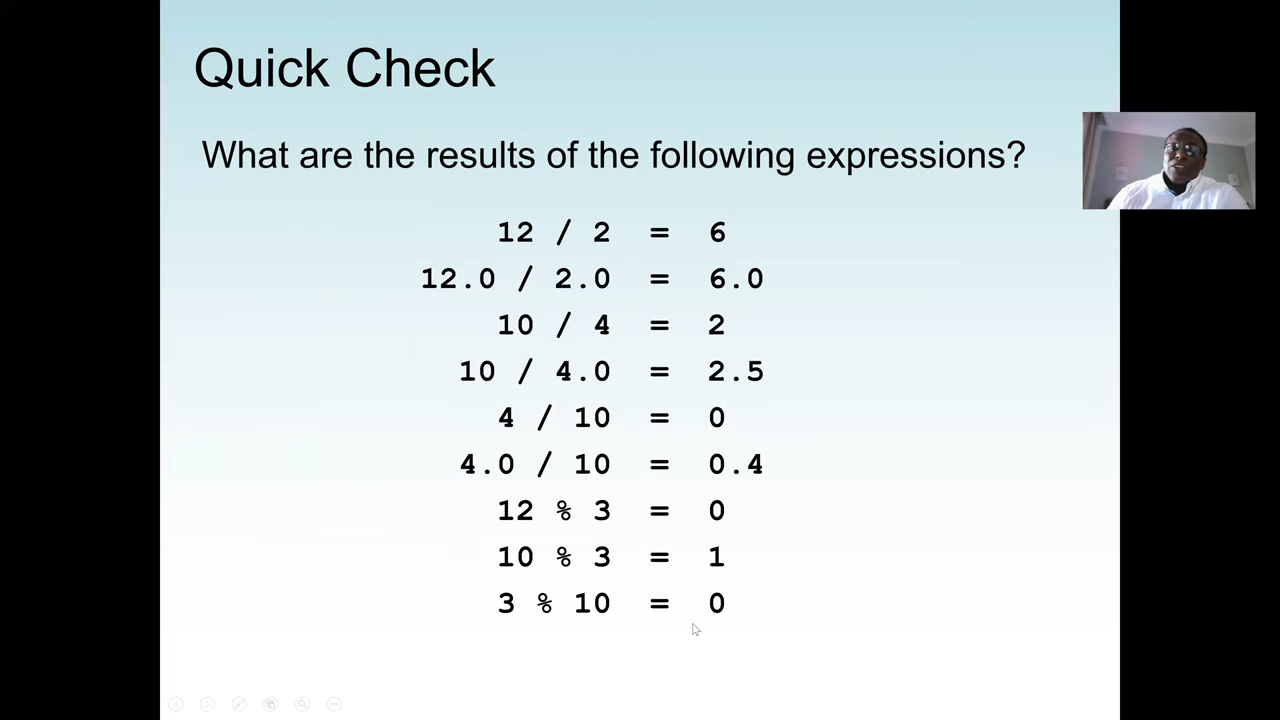 Quick Check
What are the results of the following expressions?
12 / 2 = 6
12.0 / 2.0 = 6.0
10 / 4 = 2
10 / 4.0 = 2.5
4 / 10 = 0
4.0 / 10 = 0.4
12 % 3 = 0
10 % 3 = 1
3 % 10 = 0